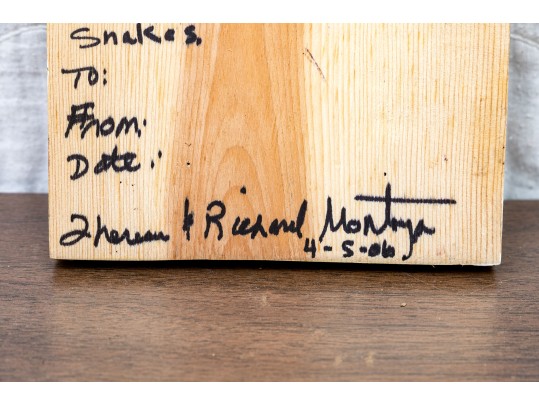 Snakes.
To:
From:
Date:
& Richard Montoya
4-5-06